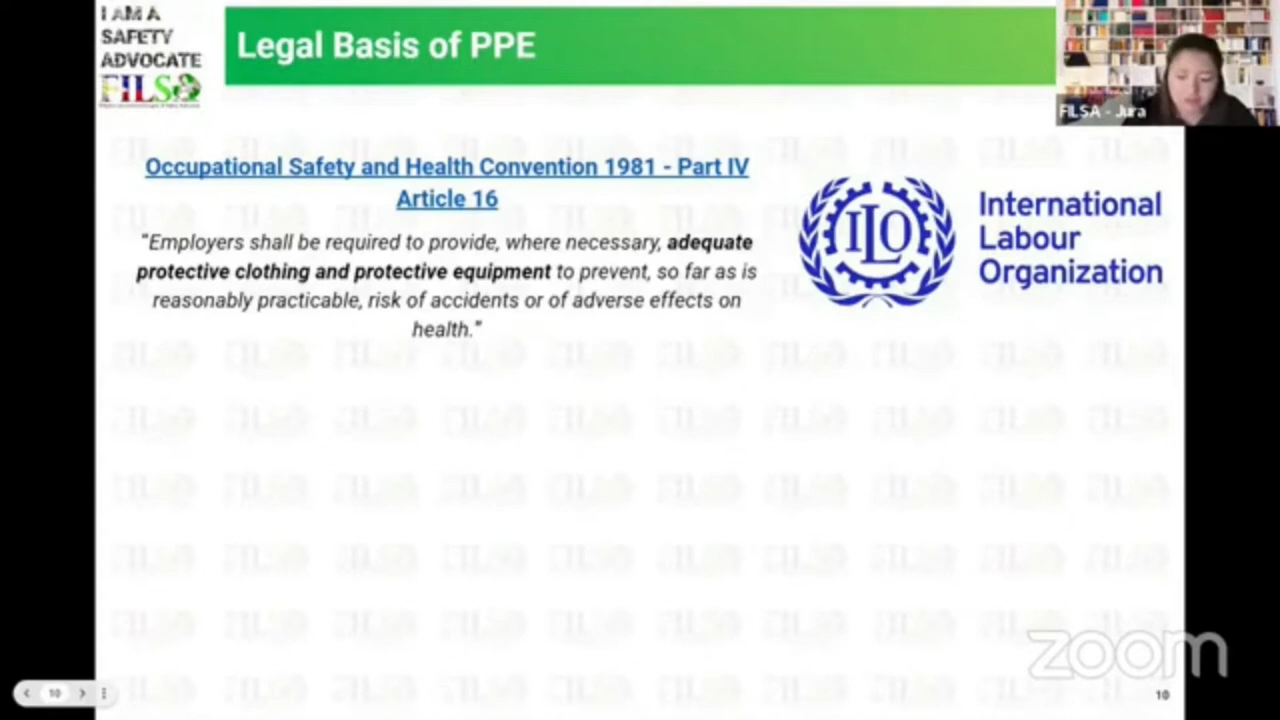 I AM A
SAFETY
ADVOCATE
FILSA
Legal Basis of PPE
FILSA - Jura
Occupational Safety and Health Convention 1981 - Part IV
Article 16
“Employers shall be required to provide, where necessary, adequate
protective clothing and protective equipment to prevent, so far as is
reasonably practicable, risk of accidents or of adverse effects on
health.”
ILO
International
Labour
Organization
zoom
10
10